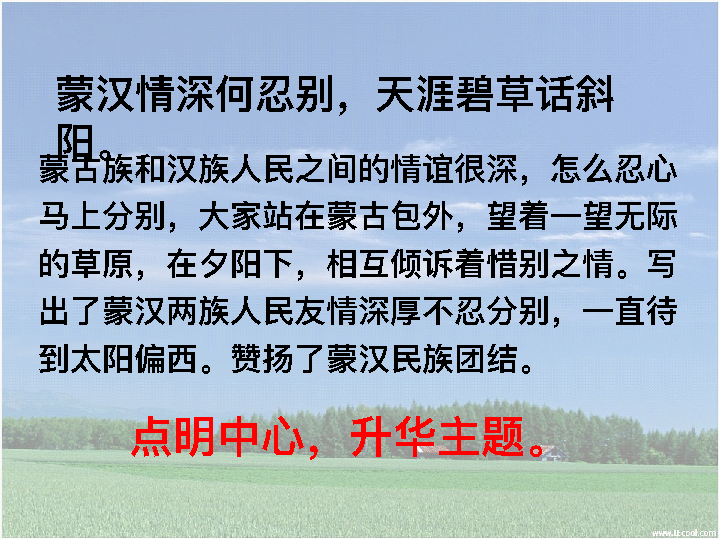 蒙汉情深何忍别，天涯碧草话斜
阳。
蒙古族和汉族人民之间的情谊很深，怎么忍心
马上分别，大家站在蒙古包外，望着一望无际
的草原，在夕阳下，相互倾诉着惜别之情。写
出了蒙汉两族人民友情深厚不忍分别，一直待
到太阳偏西。赞扬了蒙汉民族团结。
点明中心，升华主题。